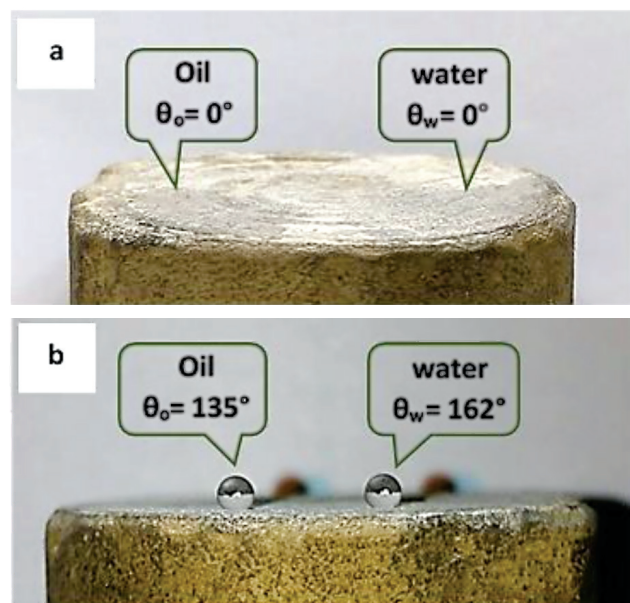 a
Oil
θₒ= 0°
water
θw= 0°
b
Oil
θₒ= 135°
water
θw= 162°